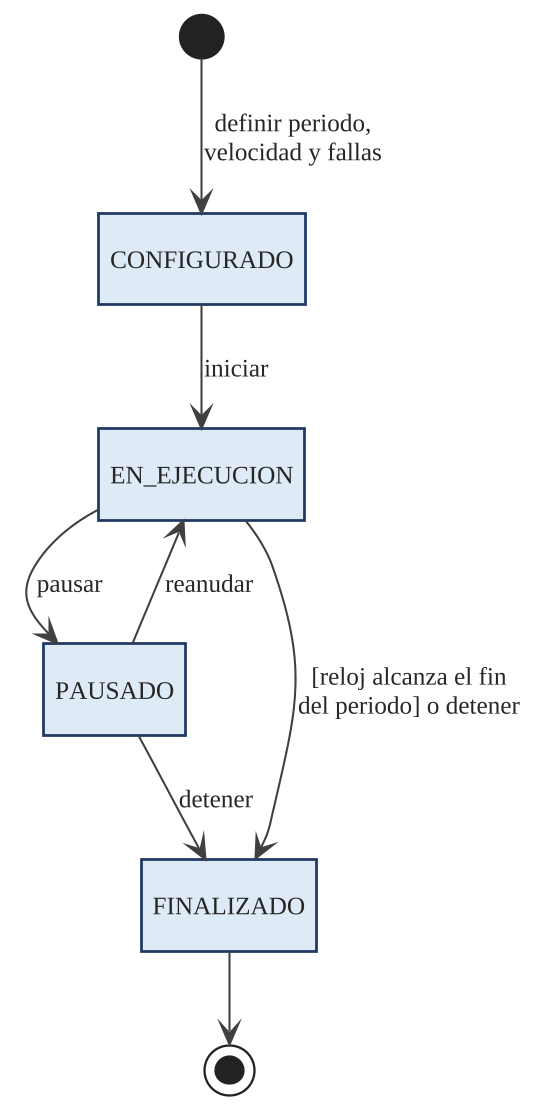 definir periodo,
velocidad y fallas
CONFIGURADO
iniciar
EN_EJECUCION
pausar
reanudar
PAUSADO
[reloj alcanza el fin
del periodo] o detener
detener
FINALIZADO